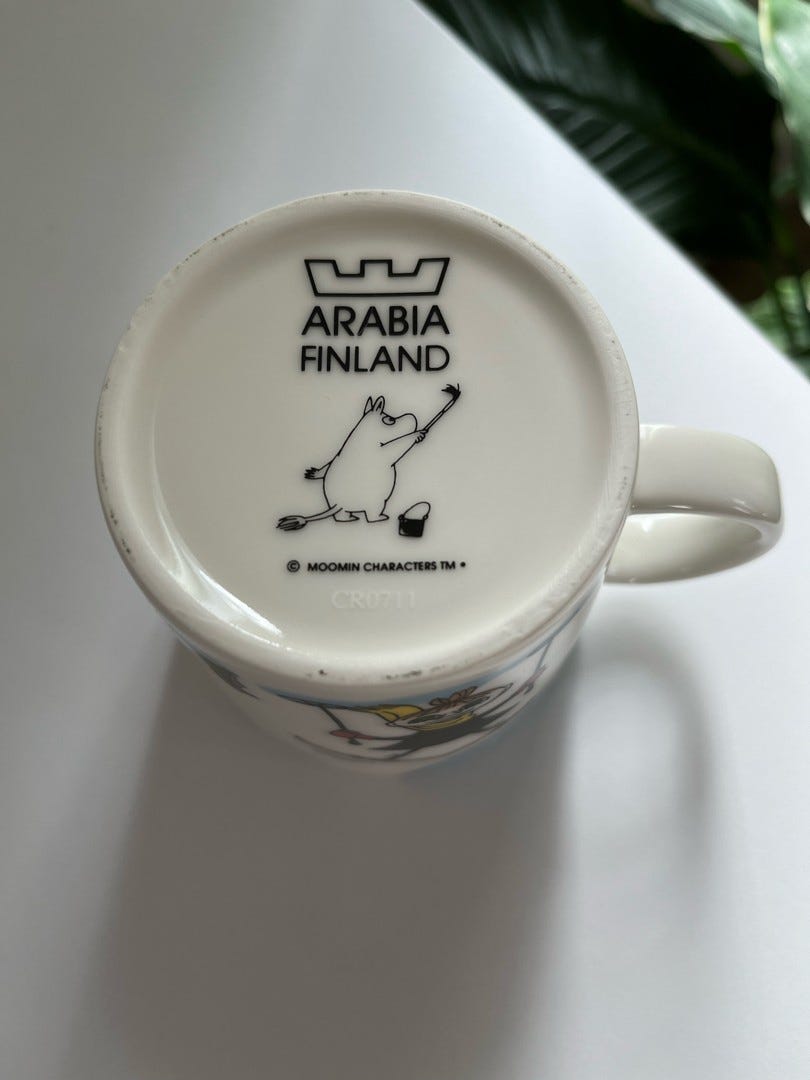 ARABIA
FINLAND
© MOOMIN CHARACTERS TM •
CR0711